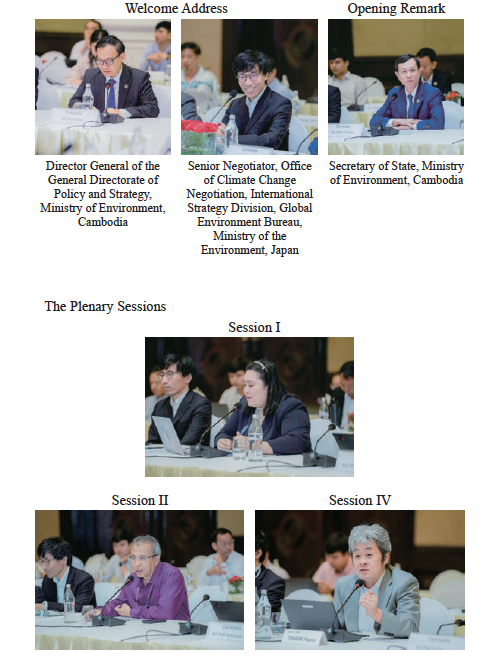 Welcome Address
Opening Remark
Director General of the
General Directorate of
Policy and Strategy,
Ministry of Environment,
Cambodia
Senior Negotiator, Office
of Climate Change
Negotiation, International
Strategy Division, Global
Environment Bureau,
Ministry of the
Environment, Japan
Secretary of State, Ministry
of Environment, Cambodia
The Plenary Sessions
Session I
Session II
Session IV